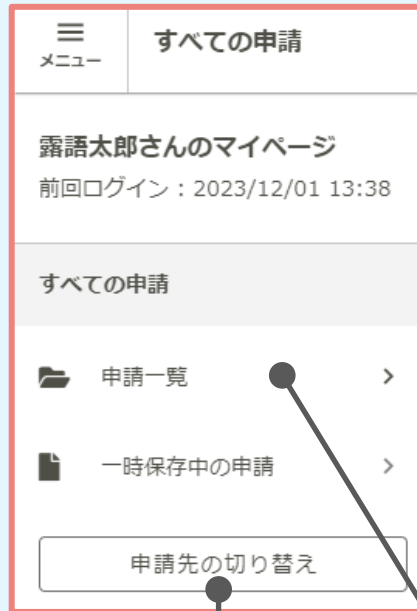 メニュー
すべての申請
露語太郎さんのマイページ
前回ログイン：2023/12/01 13:38
すべての申請
申請一覧
一時保存中の申請
申請先の切り替え